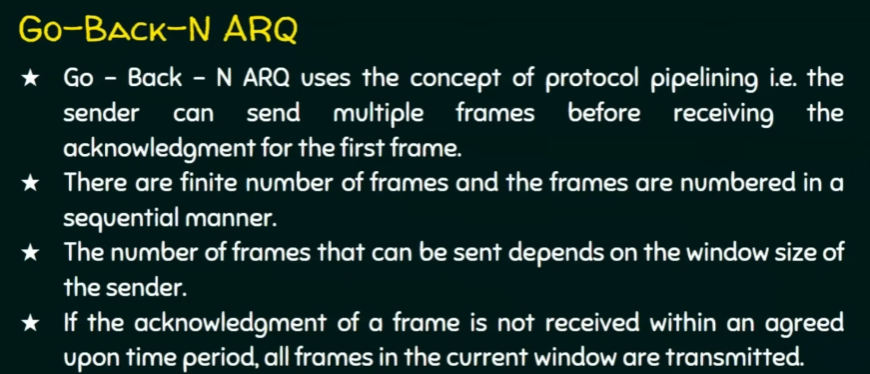 Go-Back-N ARQ
★ Go - Back - N ARQ uses the concept of protocol pipelining i.e. the
sender can send multiple frames before receiving the
acknowledgment for the first frame.
★ There are finite number of frames and the frames are numbered in a
sequential manner.
★ The number of frames that can be sent depends on the window size of
the sender.
★ If the acknowledgment of a frame is not received within an agreed
upon time period, all frames in the current window are transmitted.